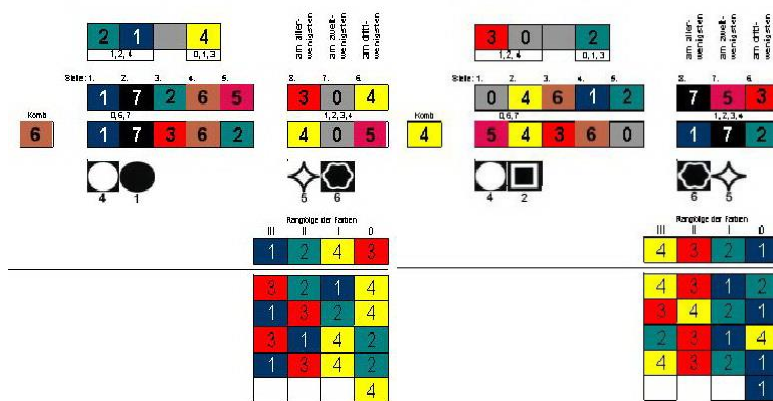 2 1 4
1, 2, 4 0, 1, 3
am aller-wenigsten am zweit-wenigsten am dritt-wenigsten
Stelle: 1. 2. 3. 4. 5. 8. 7. 6.
1 7 2 6 5 3 0 4
Komb 0, 6, 7 1, 2, 3, 4
6 1 7 3 6 2 4 0 5
4 1 5 6
Rangfolge der Farben
III II I 0
1 2 4 3
3 2 1 4
1 3 2 4
3 1 4 2
1 3 4 2
4
3 0 2
1, 2, 4 0, 1, 3
am aller-wenigsten am zweit-wenigsten am dritt-wenigsten
Stelle: 1. 2. 3. 4. 5. 8. 7. 6.
0 4 6 1 2 7 5 3
Komb 0, 6, 7 1, 2, 3, 4
4 5 4 3 6 0 1 7 2
4 2 6 5
Rangfolge der Farben
III II I 0
4 3 2 1
4 3 1 2
3 4 2 1
2 3 1 4
4 3 2 1
1